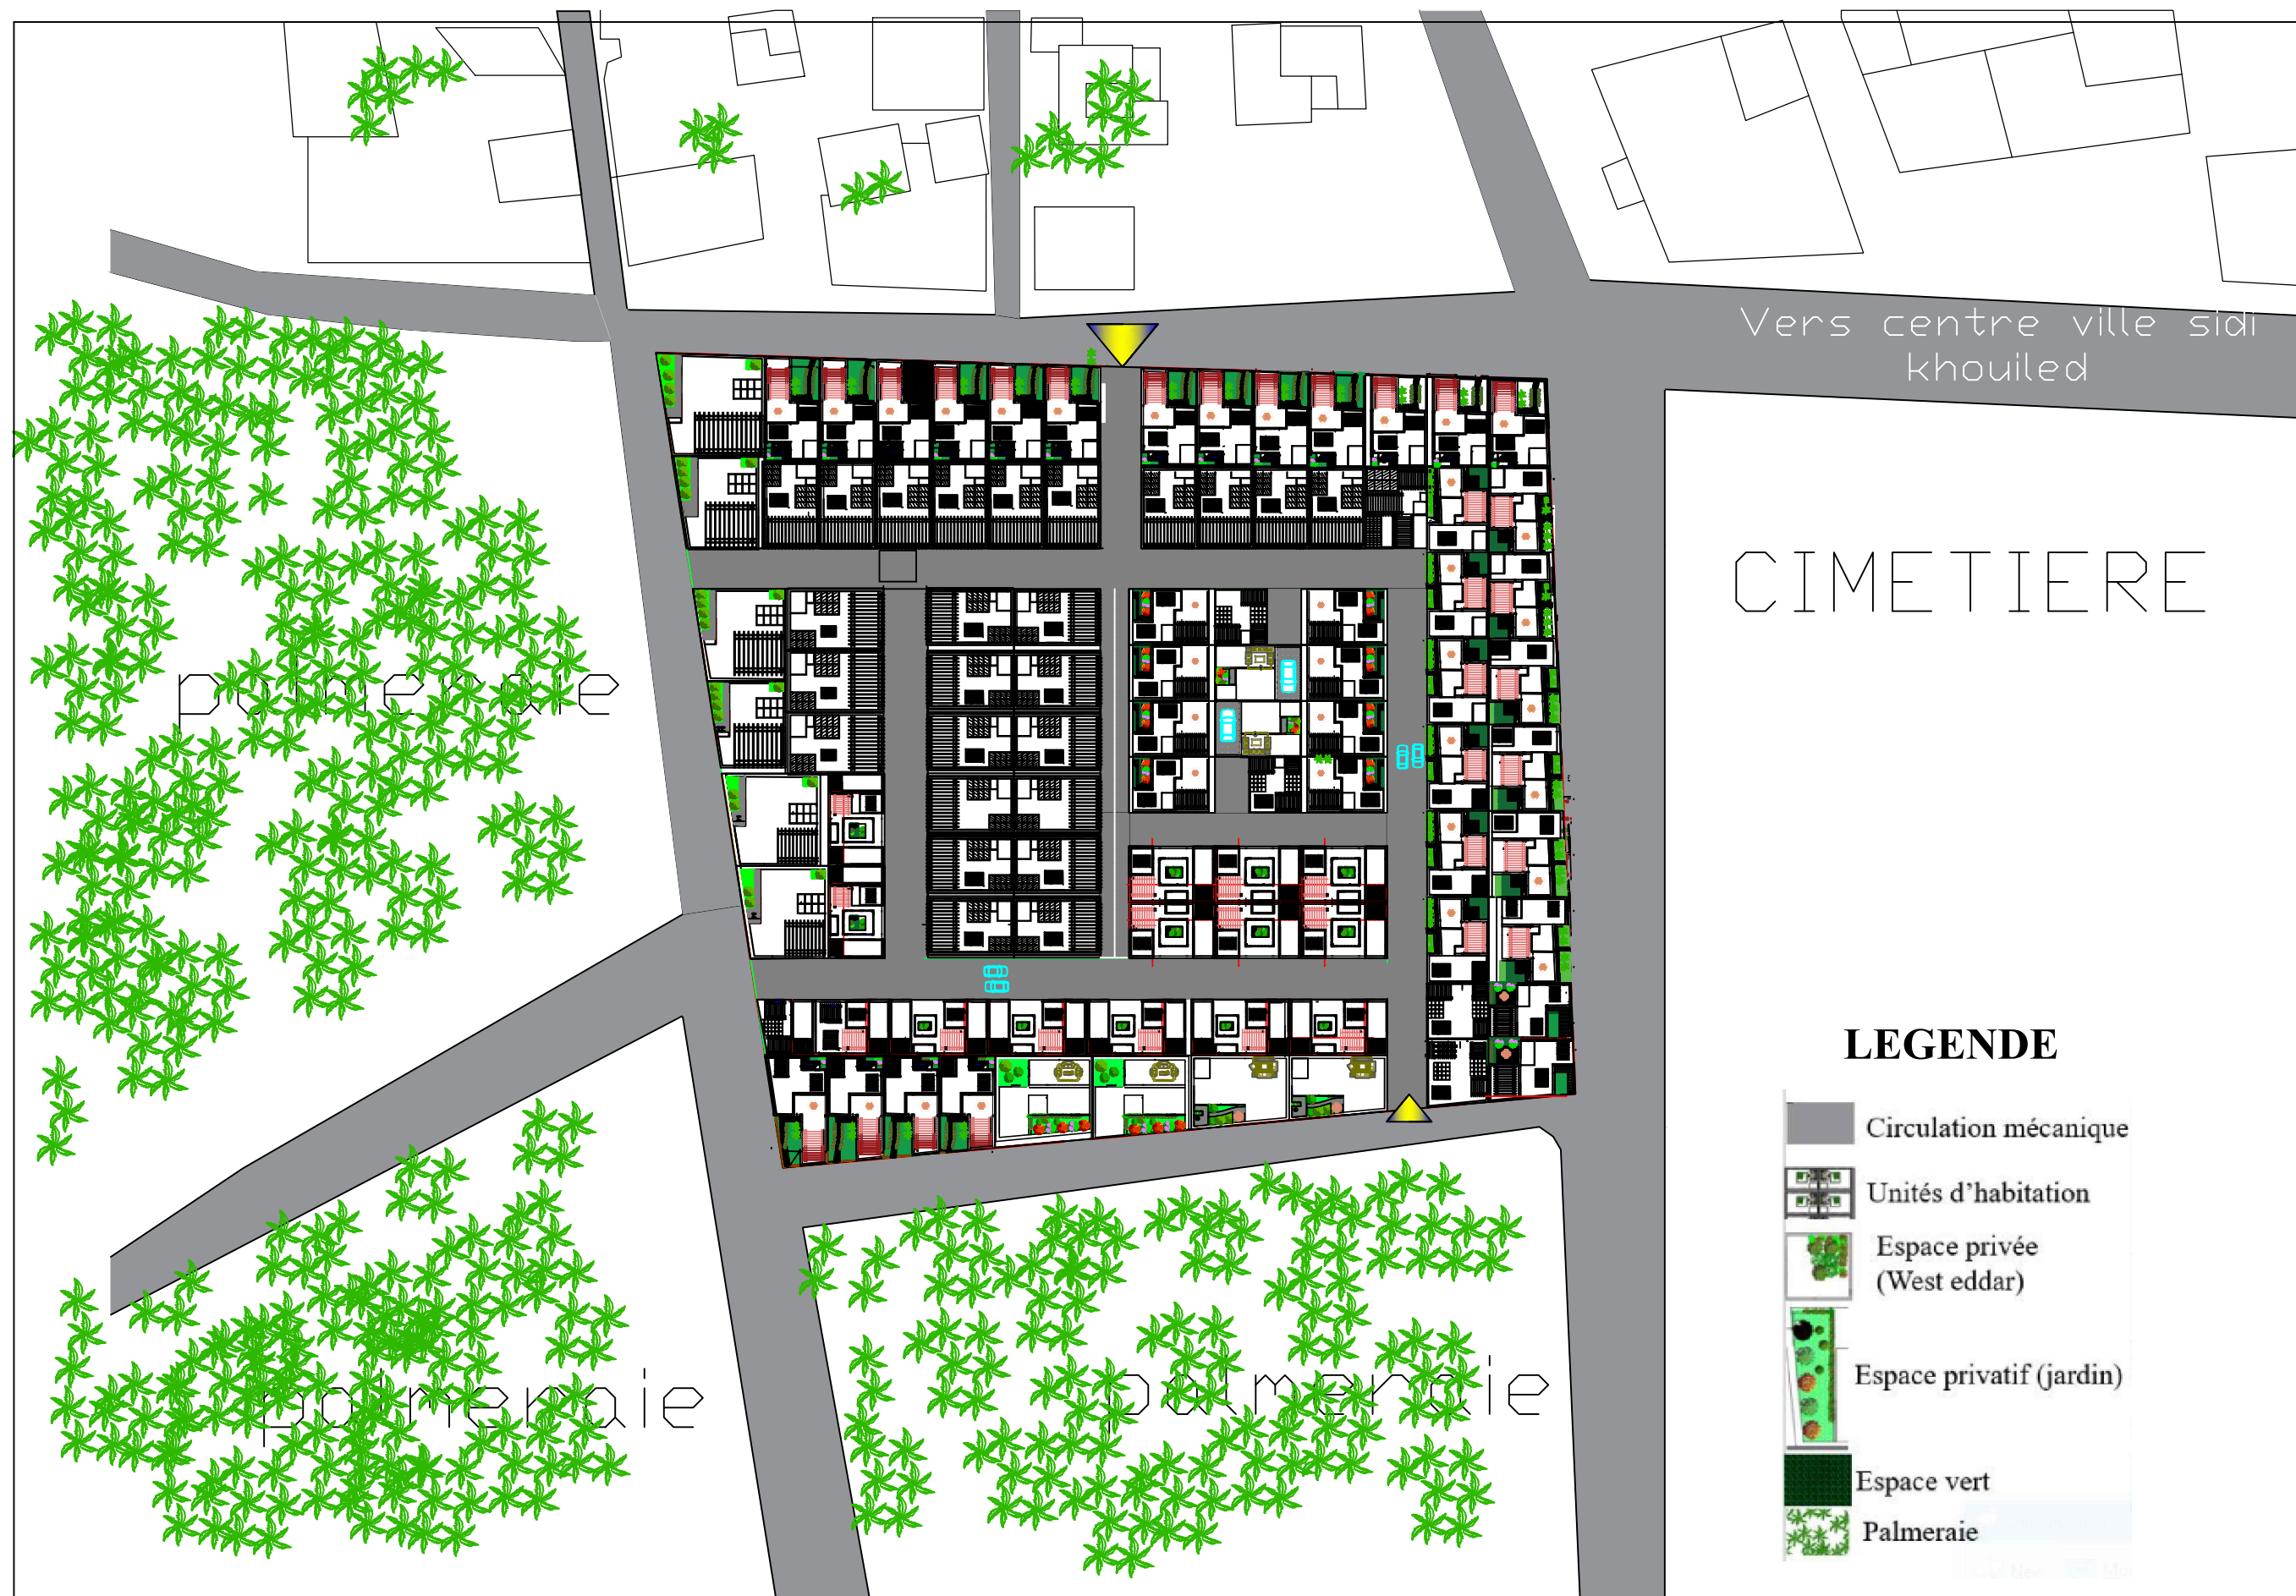 Vers centre ville sidi
khouiled
CIMETIERE
palmeraie
LEGENDE
Circulation mécanique
Unités d'habitation
Espace privée
(West eddar)
Espace privatif (jardin)
Espace vert
Palmeraie
palmeraie
palmeraie